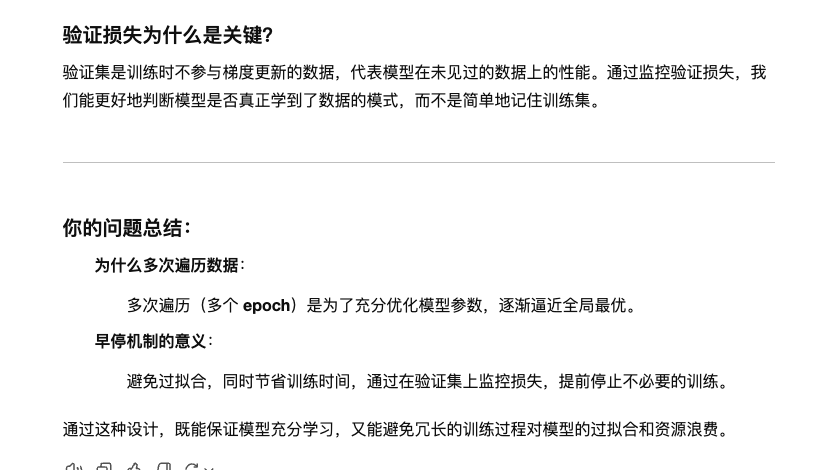 验证损失为什么是关键?
验证集是训练时不参与梯度更新的数据，代表模型在未见过的数据上的性能。通过监控验证损失，我
们能更好地判断模型是否真正学到了数据的模式，而不是简单地记住训练集。
你的问题总结：
为什么多次遍历数据：
多次遍历（多个 epoch）是为了充分优化模型参数，逐渐逼近全局最优。
早停机制的意义：
避免过拟合，同时节省训练时间，通过在验证集上监控损失，提前停止不必要的训练。
通过这种设计，既能保证模型充分学习，又能避免冗长的训练过程对模型的过拟合和资源浪费。